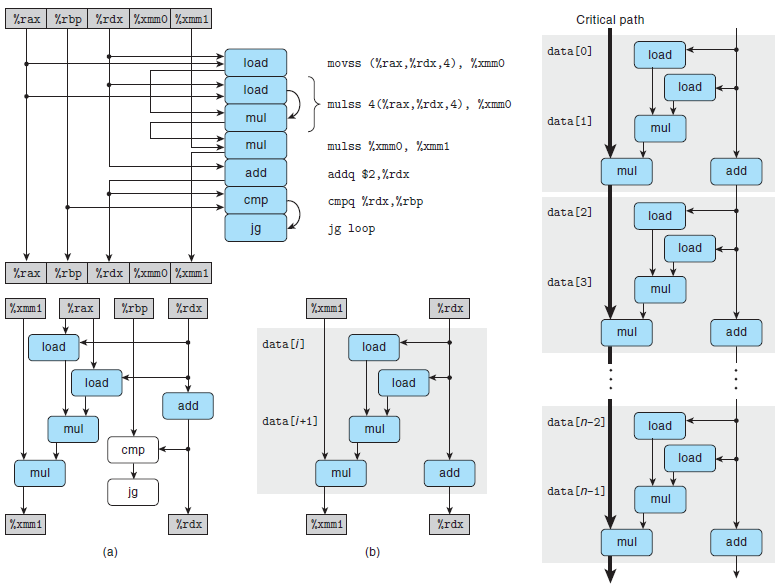 %rax %rbp %rdx %xmm0 %xmm1
load
movss (%rax,%rdx,4), %xmm0
load
mul
mulss 4(%rax,%rdx,4), %xmm0
mul
mulss %xmm0, %xmm1
add
addq $2,%rdx
cmp
cmpq %rdx,%rbp
jg
jg loop
%rax %rbp %rdx %xmm0 %xmm1
%xmm1 %rax %rbp %rdx
load
load
add
mul
cmp
mul
jg
%xmm1 %rdx
(a)
%xmm1 %rdx
data[i]
load
load
data[i+1]
mul
mul add
%xmm1 %rdx
(b)
Critical path
data[0]
load
load
data[1]
mul
mul add
data[2]
load
load
data[3]
mul
mul add
data[n-2]
load
load
data[n-1]
mul
mul add